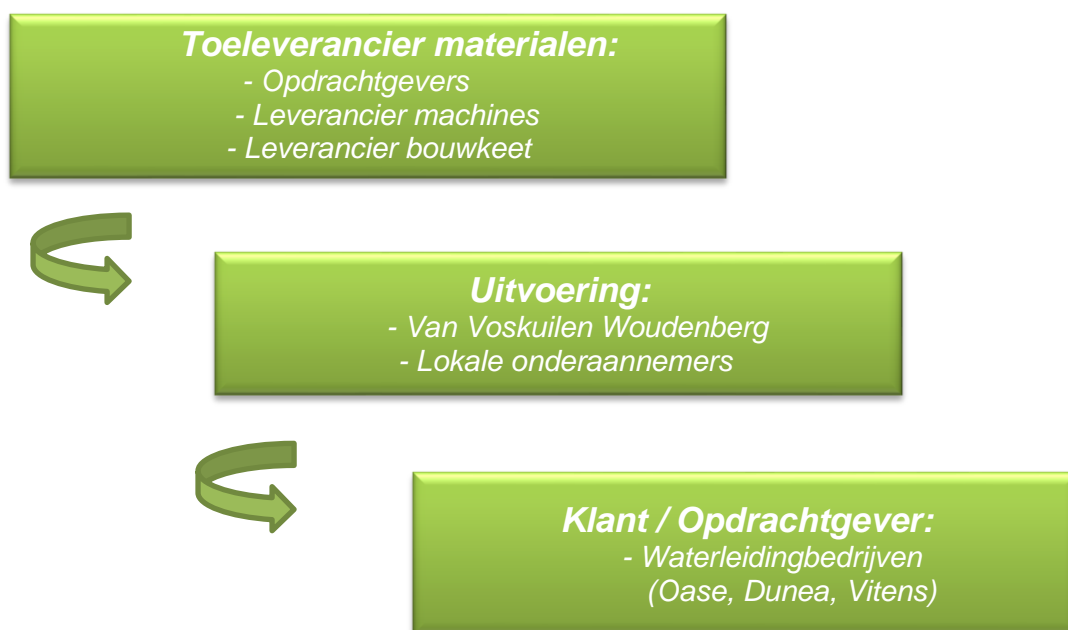 Toeleverancier materialen:
- Opdrachtgevers
- Leverancier machines
- Leverancier bouwkeet
Uitvoering:
- Van Voskuilen Woudenberg
- Lokale onderaannemers
Klant / Opdrachtgever:
- Waterleidingbedrijven
(Oase, Dunea, Vitens)